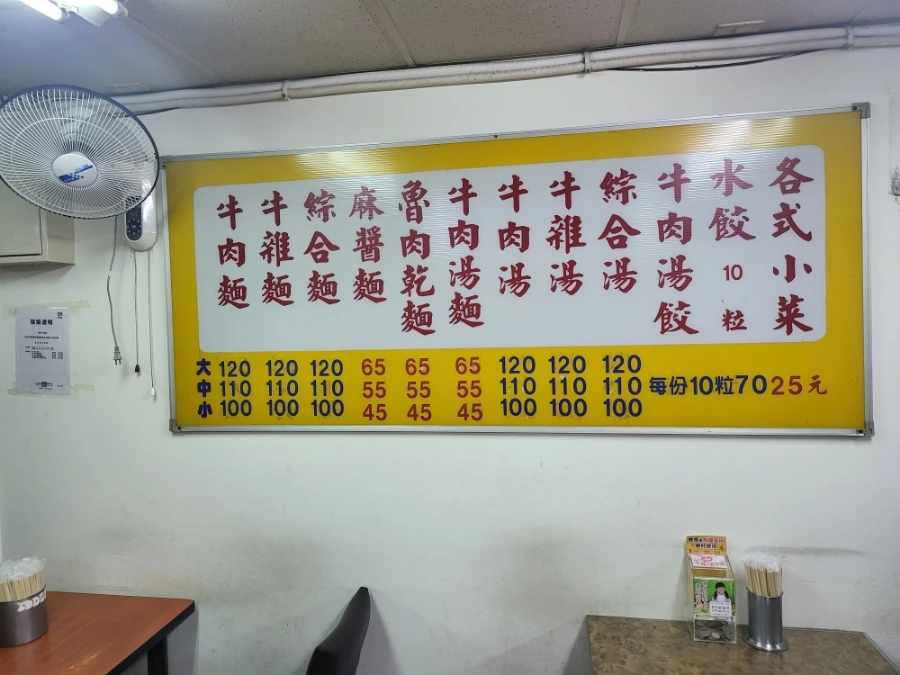 牛肉麵
牛雜麵
綜合麵
麻醬麵
魯肉乾麵
牛肉湯麵
牛肉湯
牛雜湯
綜合湯
牛肉湯餃
水餃10粒
各式小菜
大 120 120 120 65 65 65 120 120 120
中 110 110 110 55 55 55 110 110 110 每份10粒70 25元
小 100 100 100 45 45 45 100 100 100